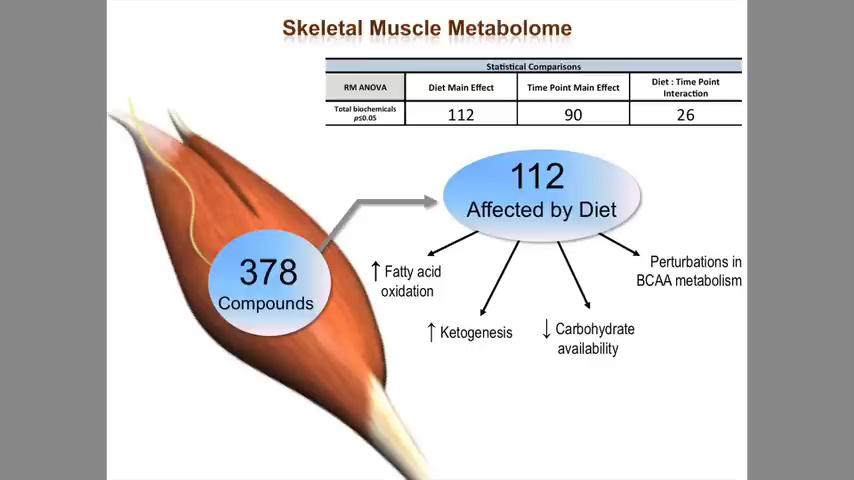 Skeletal Muscle Metabolome
Statistical Comparisons
RM ANOVA
Diet Main Effect
Time Point Main Effect
Diet : Time Point
Interaction
Total biochemicals
p≤0.05
112
90
26
112
Affected by Diet
378
Compounds
↑ Fatty acid
oxidation
↑ Ketogenesis
↓ Carbohydrate
availability
Perturbations in
BCAA metabolism